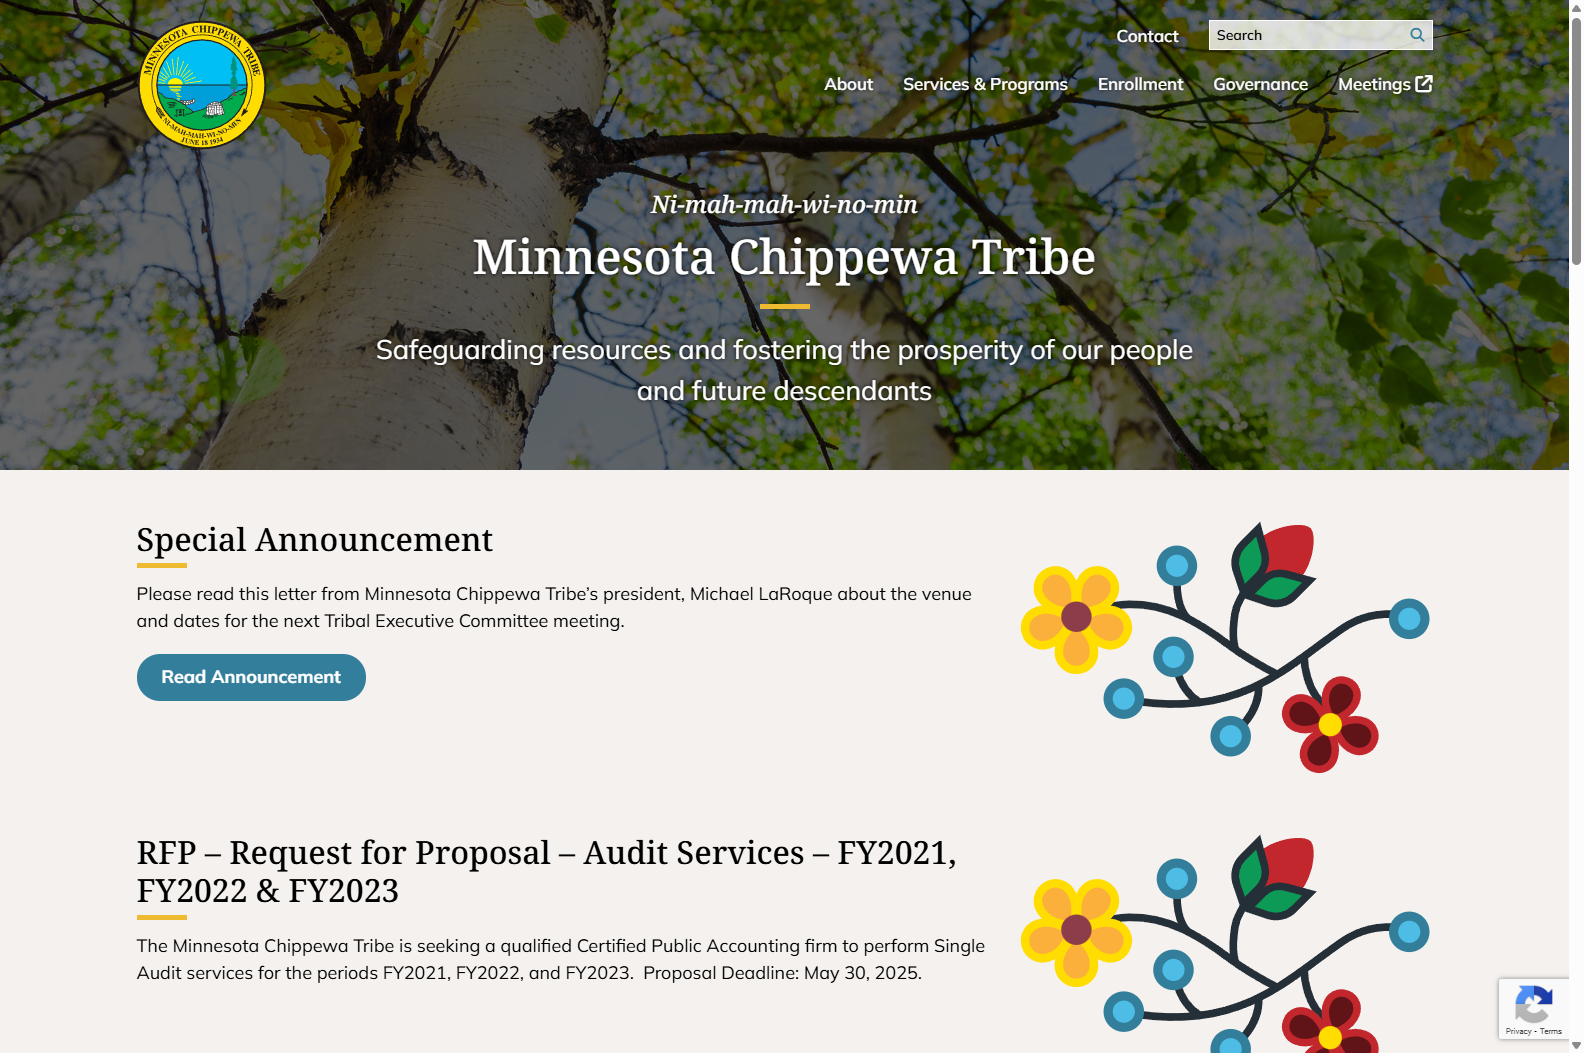 MINNESOTA CHIPPEWA TRIBE
NI-MAH-MAH-WI-NO-MIN
JUNE 18 1934
Contact
Search
About
Services & Programs
Enrollment
Governance
Meetings
Ni-mah-mah-wi-no-min
Minnesota Chippewa Tribe
Safeguarding resources and fostering the prosperity of our people
and future descendants
Special Announcement
Please read this letter from Minnesota Chippewa Tribe’s president, Michael LaRoque about the venue
and dates for the next Tribal Executive Committee meeting.
Read Announcement
RFP – Request for Proposal – Audit Services – FY2021,
FY2022 & FY2023
The Minnesota Chippewa Tribe is seeking a qualified Certified Public Accounting firm to perform Single
Audit services for the periods FY2021, FY2022, and FY2023.  Proposal Deadline: May 30, 2025.
Privacy - Terms